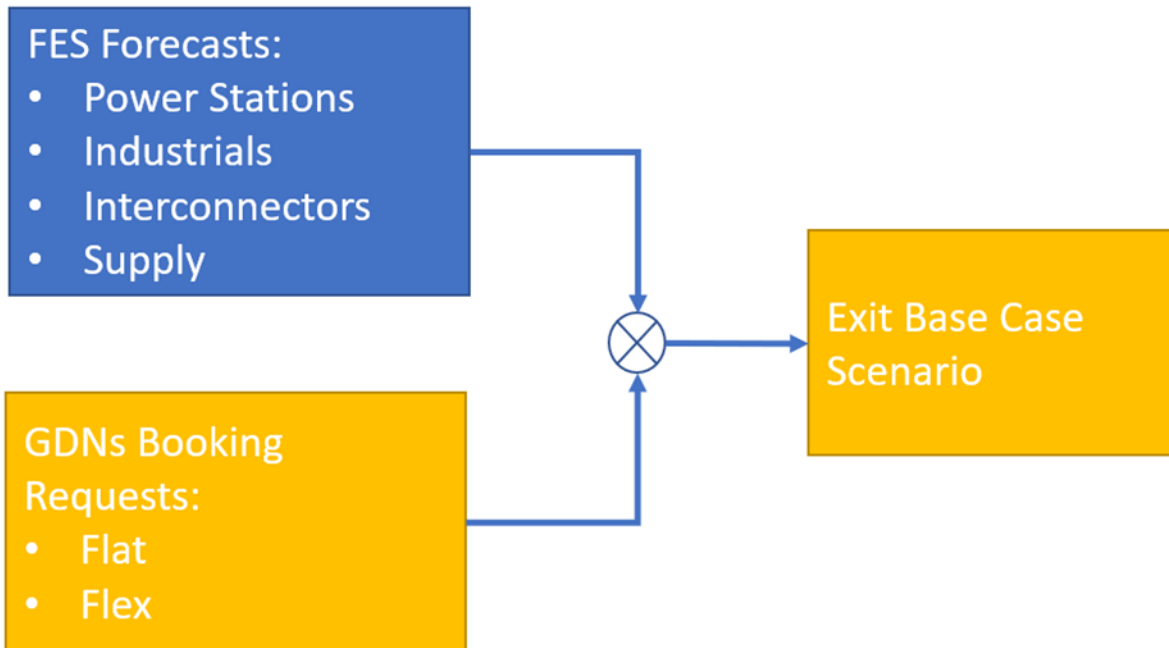 FES Forecasts:
• Power Stations
• Industrials
• Interconnectors
• Supply
GDNs Booking
Requests:
• Flat
• Flex
Exit Base Case
Scenario